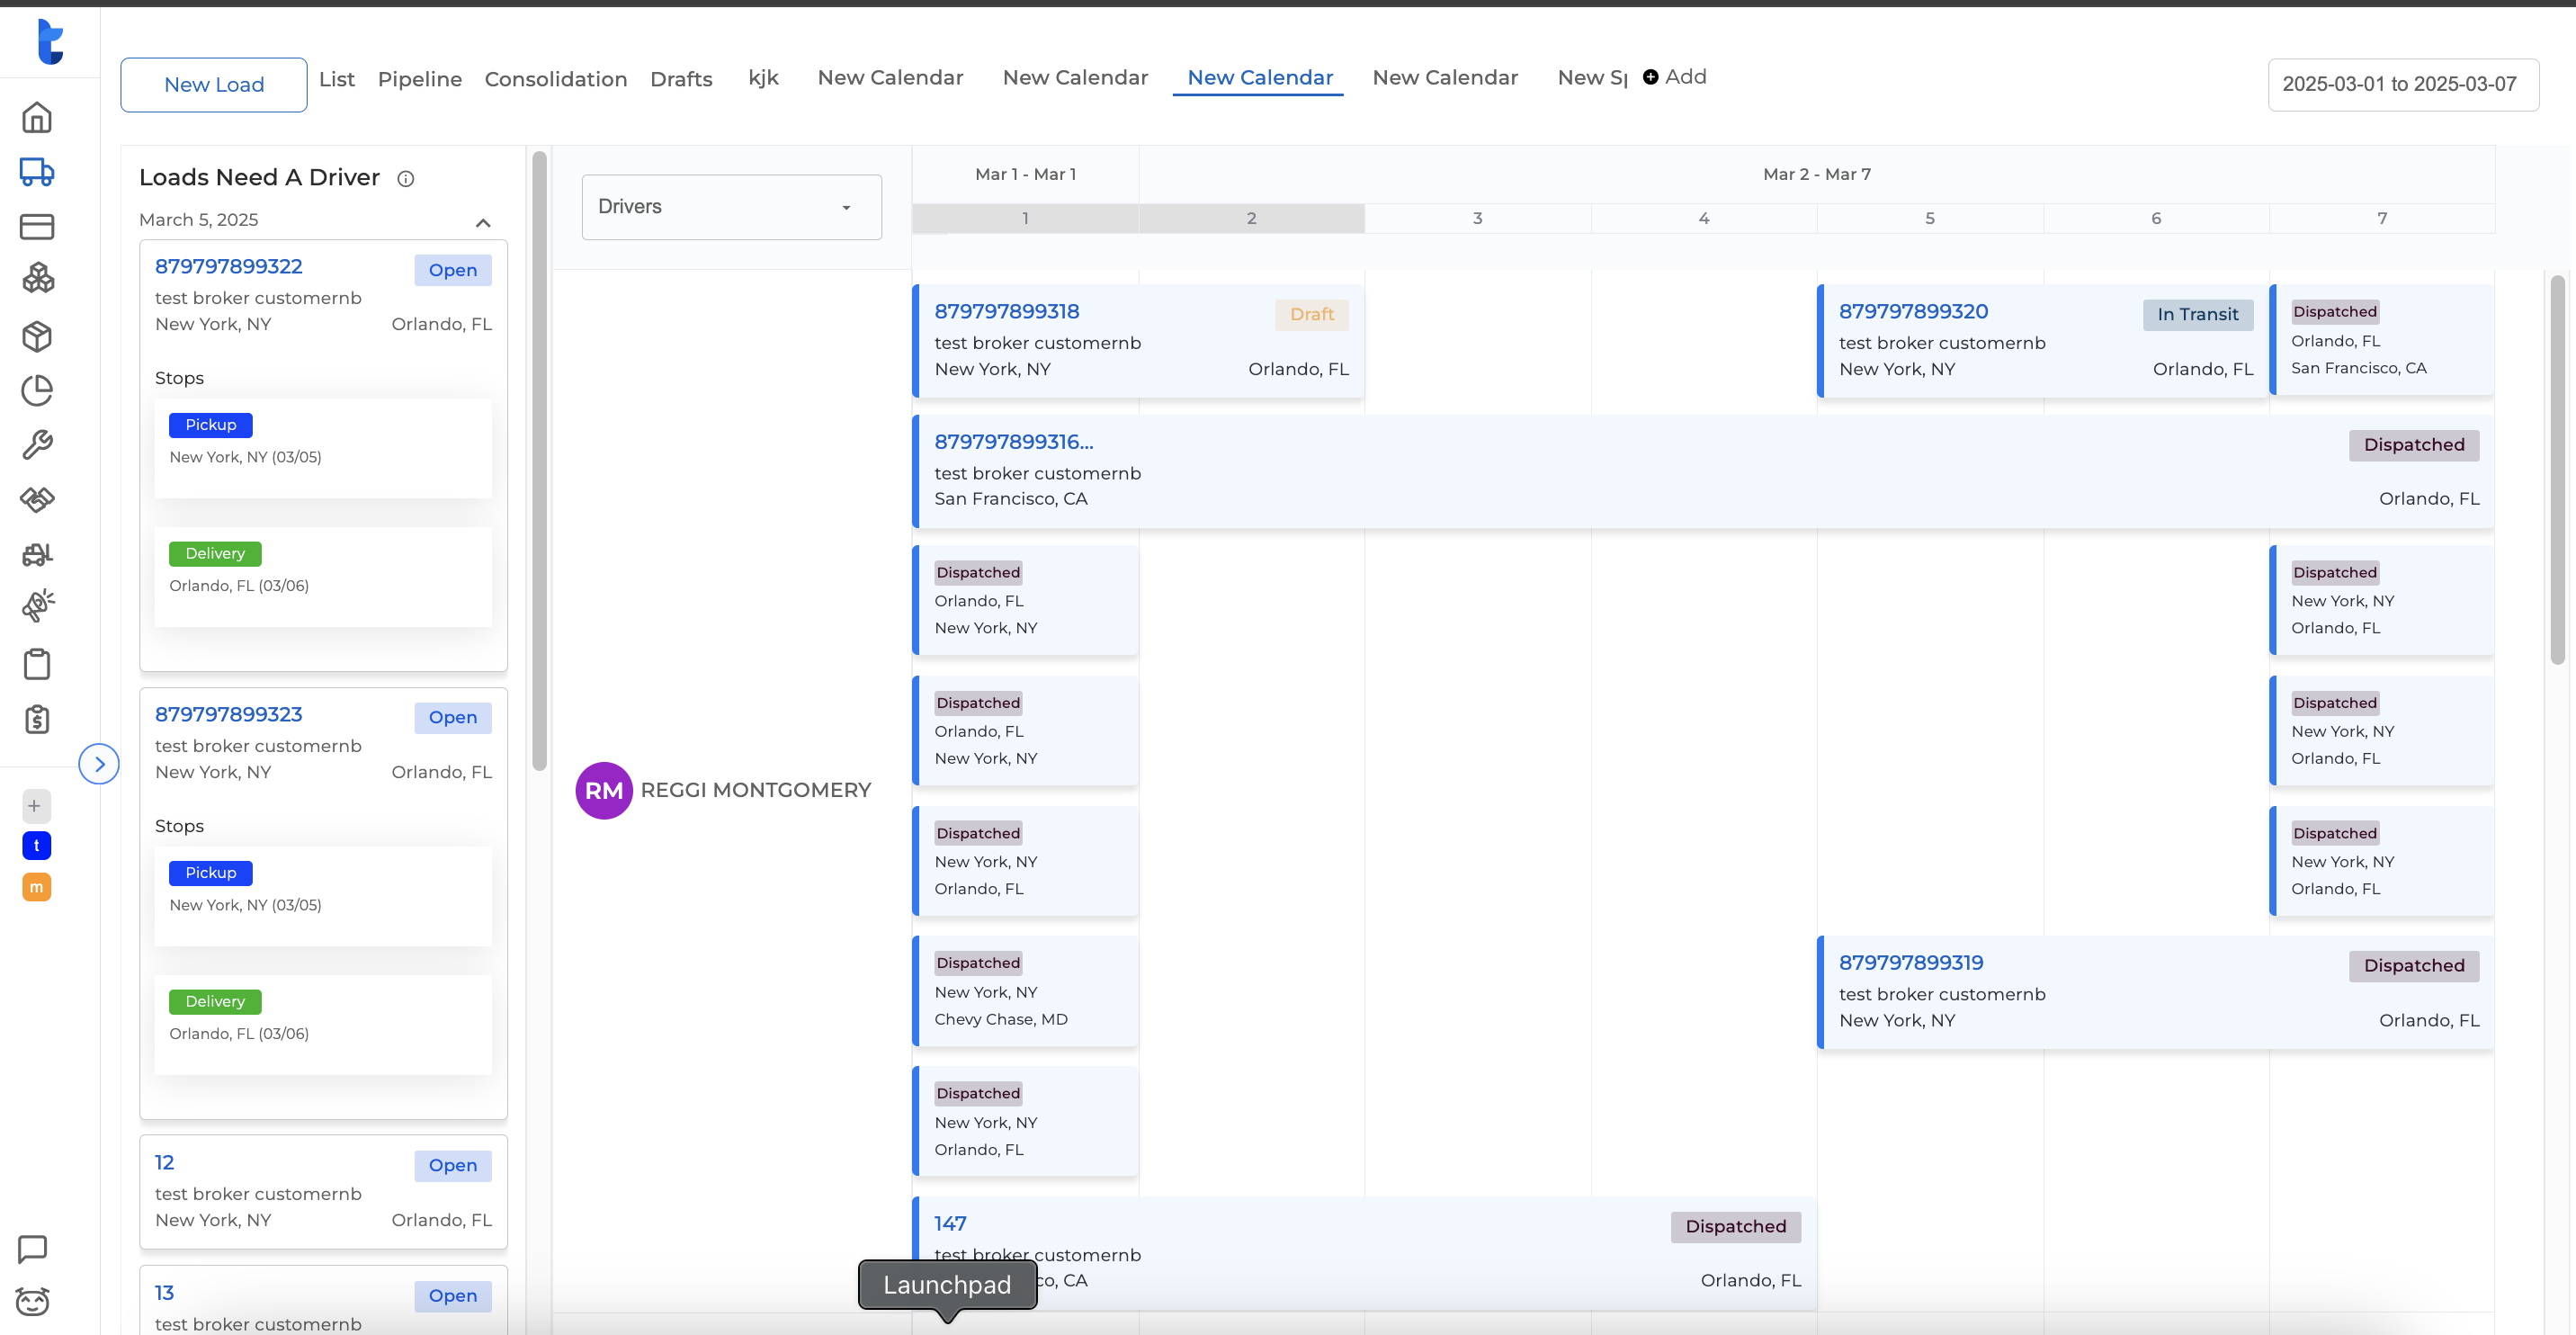 New Load
List
Pipeline
Consolidation
Drafts
kjk
New Calendar
New Calendar
New Calendar
New Calendar
New Sp
Add
2025-03-01 to 2025-03-07
Loads Need A Driver
March 5, 2025
879797899322
Open
test broker customernb
New York, NY
Orlando, FL
Stops
Pickup
New York, NY (03/05)
Delivery
Orlando, FL (03/06)
879797899323
Open
test broker customernb
New York, NY
Orlando, FL
Stops
Pickup
New York, NY (03/05)
Delivery
Orlando, FL (03/06)
12
Open
test broker customernb
New York, NY
Orlando, FL
13
Open
test broker customernb
t
m
Drivers
RM
REGGI MONTGOMERY
Mar 1 - Mar 1
Mar 2 - Mar 7
1
2
3
4
5
6
7
879797899318
Draft
test broker customernb
New York, NY
Orlando, FL
879797899320
In Transit
test broker customernb
New York, NY
Orlando, FL
Dispatched
Orlando, FL
San Francisco, CA
879797899316...
Dispatched
test broker customernb
San Francisco, CA
Orlando, FL
Dispatched
Orlando, FL
New York, NY
Dispatched
New York, NY
Orlando, FL
Dispatched
Orlando, FL
New York, NY
Dispatched
New York, NY
Orlando, FL
Dispatched
New York, NY
Orlando, FL
Dispatched
New York, NY
Orlando, FL
Dispatched
New York, NY
Chevy Chase, MD
879797899319
Dispatched
test broker customernb
New York, NY
Orlando, FL
Dispatched
New York, NY
Orlando, FL
147
Dispatched
test broker customernb
co, CA
Orlando, FL
Launchpad